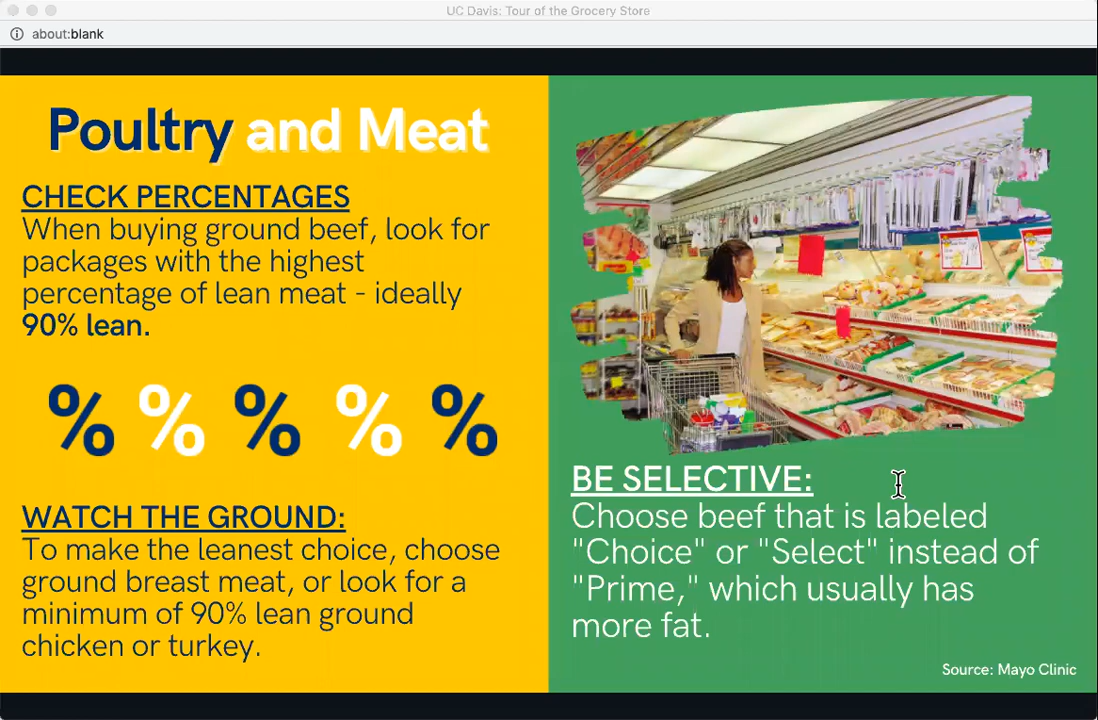 UC Davis: Tour of the Grocery Store
about:blank
Poultry and Meat
CHECK PERCENTAGES
When buying ground beef, look for
packages with the highest
percentage of lean meat - ideally
90% lean.
% % % % %
WATCH THE GROUND:
To make the leanest choice, choose
ground breast meat, or look for a
minimum of 90% lean ground
chicken or turkey.
BE SELECTIVE:
Choose beef that is labeled
"Choice" or "Select" instead of
"Prime," which usually has
more fat.
Source: Mayo Clinic